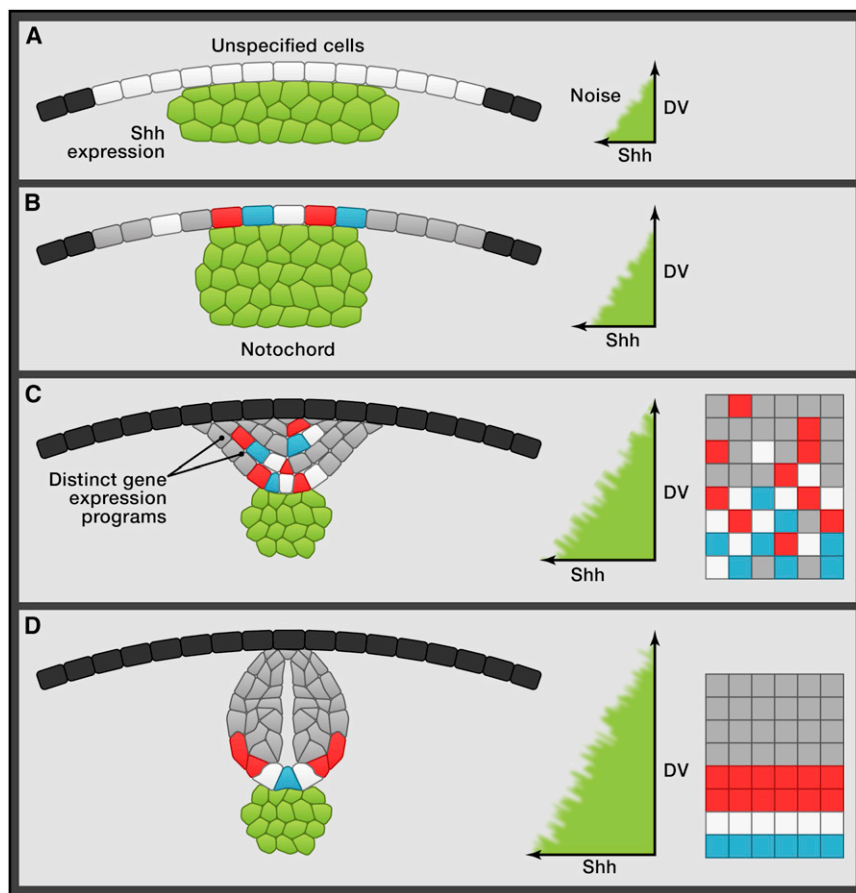 A
Unspecified cells
Shh
expression
Noise
DV
Shh
B
Notochord
DV
Shh
C
Distinct gene
expression
programs
DV
Shh
D
DV
Shh